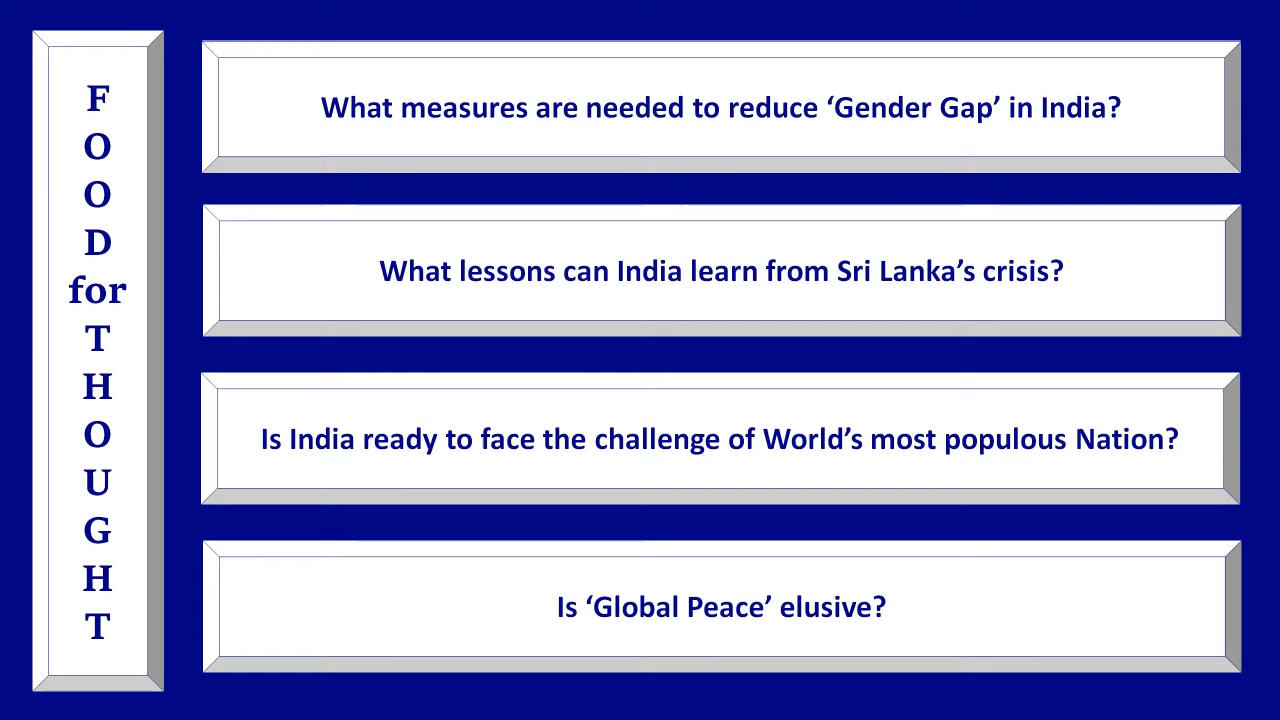 F
O
O
D
for
T
H
O
U
G
H
T
What measures are needed to reduce ‘Gender Gap’ in India?
What lessons can India learn from Sri Lanka’s crisis?
Is India ready to face the challenge of World’s most populous Nation?
Is ‘Global Peace’ elusive?